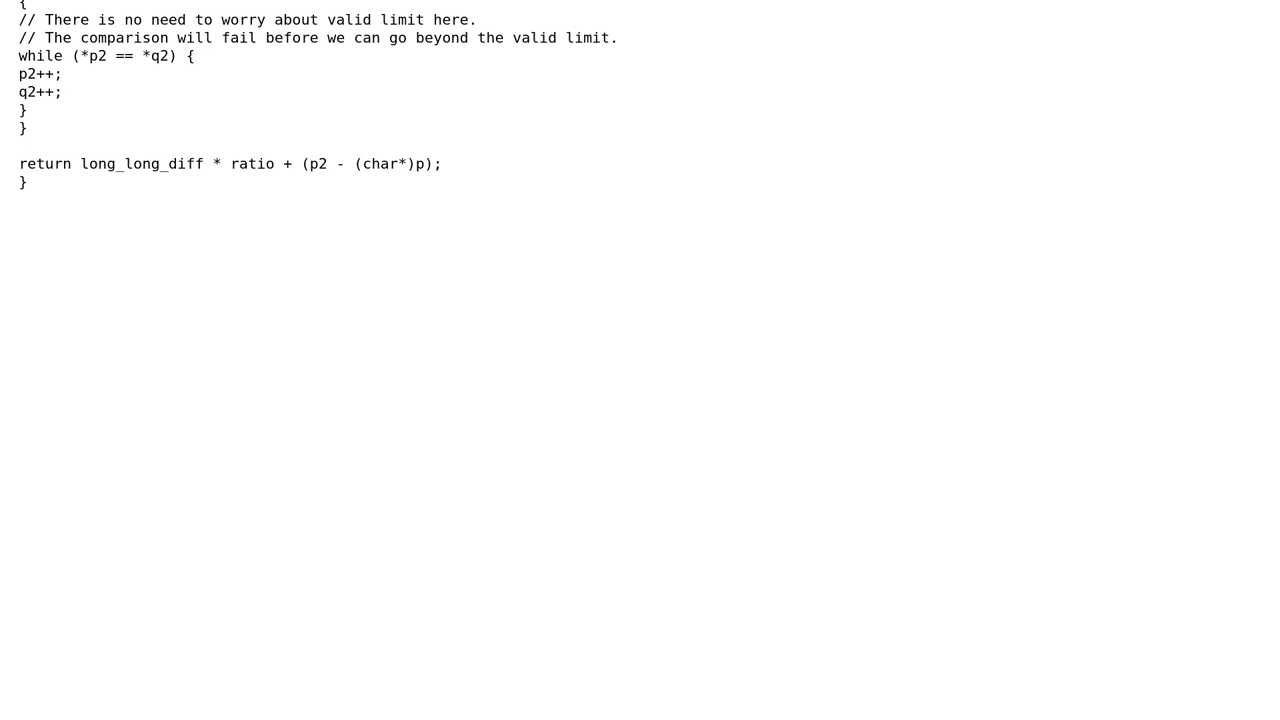 {
// There is no need to worry about valid limit here.
// The comparison will fail before we can go beyond the valid limit.
while (*p2 == *q2) {
p2++;
q2++;
}
}

return long_long_diff * ratio + (p2 - (char*)p);
}